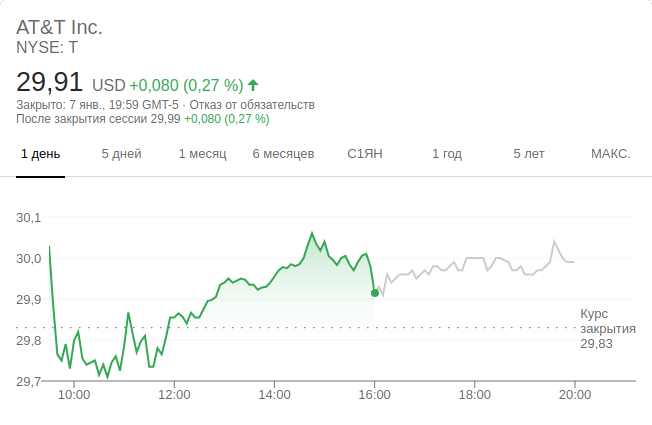 AT&T Inc.
NYSE: T
29,91 USD +0,080 (0,27 %)
Закрыто: 7 янв., 19:59 GMT-5 · Отказ от обязательств
После закрытия сессии 29,99 +0,080 (0,27 %)
1 день 5 дней 1 месяц 6 месяцев С1ЯН 1 год 5 лет МАКС.
30,1
30,0
29,9
Курс
закрытия
29,83
29,8
29,7
10:00 12:00 14:00 16:00 18:00 20:00